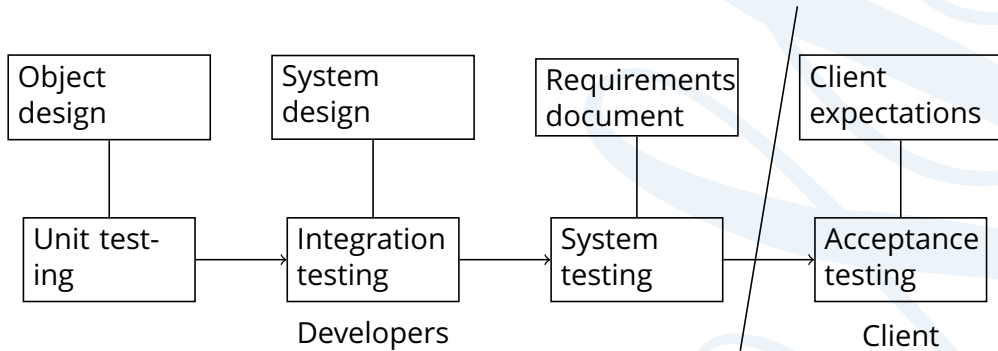 Object
design
System
design
Requirements
document
Client
expectations
Unit test-
ing
Integration
testing
System
testing
Acceptance
testing
Developers
Client